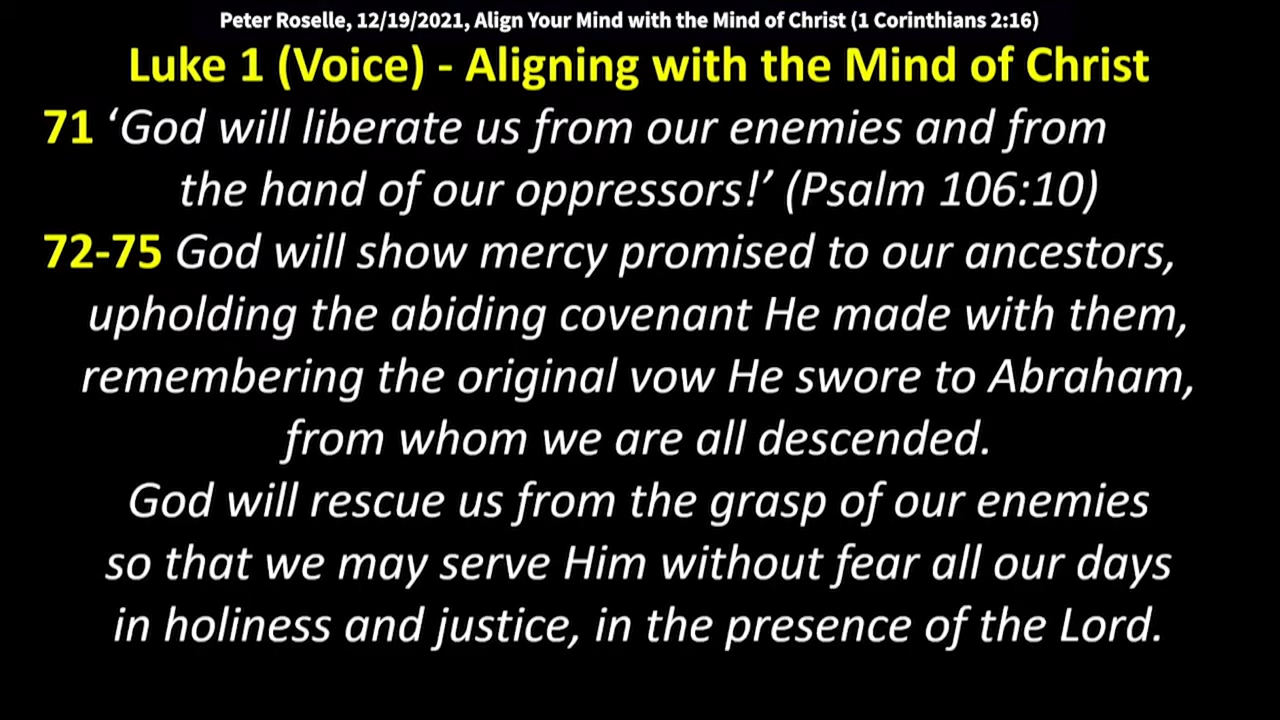 Peter Roselle, 12/19/2021, Align Your Mind with the Mind of Christ (1 Corinthians 2:16)
Luke 1 (Voice) - Aligning with the Mind of Christ
71 ‘God will liberate us from our enemies and from
the hand of our oppressors!’ (Psalm 106:10)
72-75 God will show mercy promised to our ancestors,
upholding the abiding covenant He made with them,
remembering the original vow He swore to Abraham,
from whom we are all descended.
God will rescue us from the grasp of our enemies
so that we may serve Him without fear all our days
in holiness and justice, in the presence of the Lord.